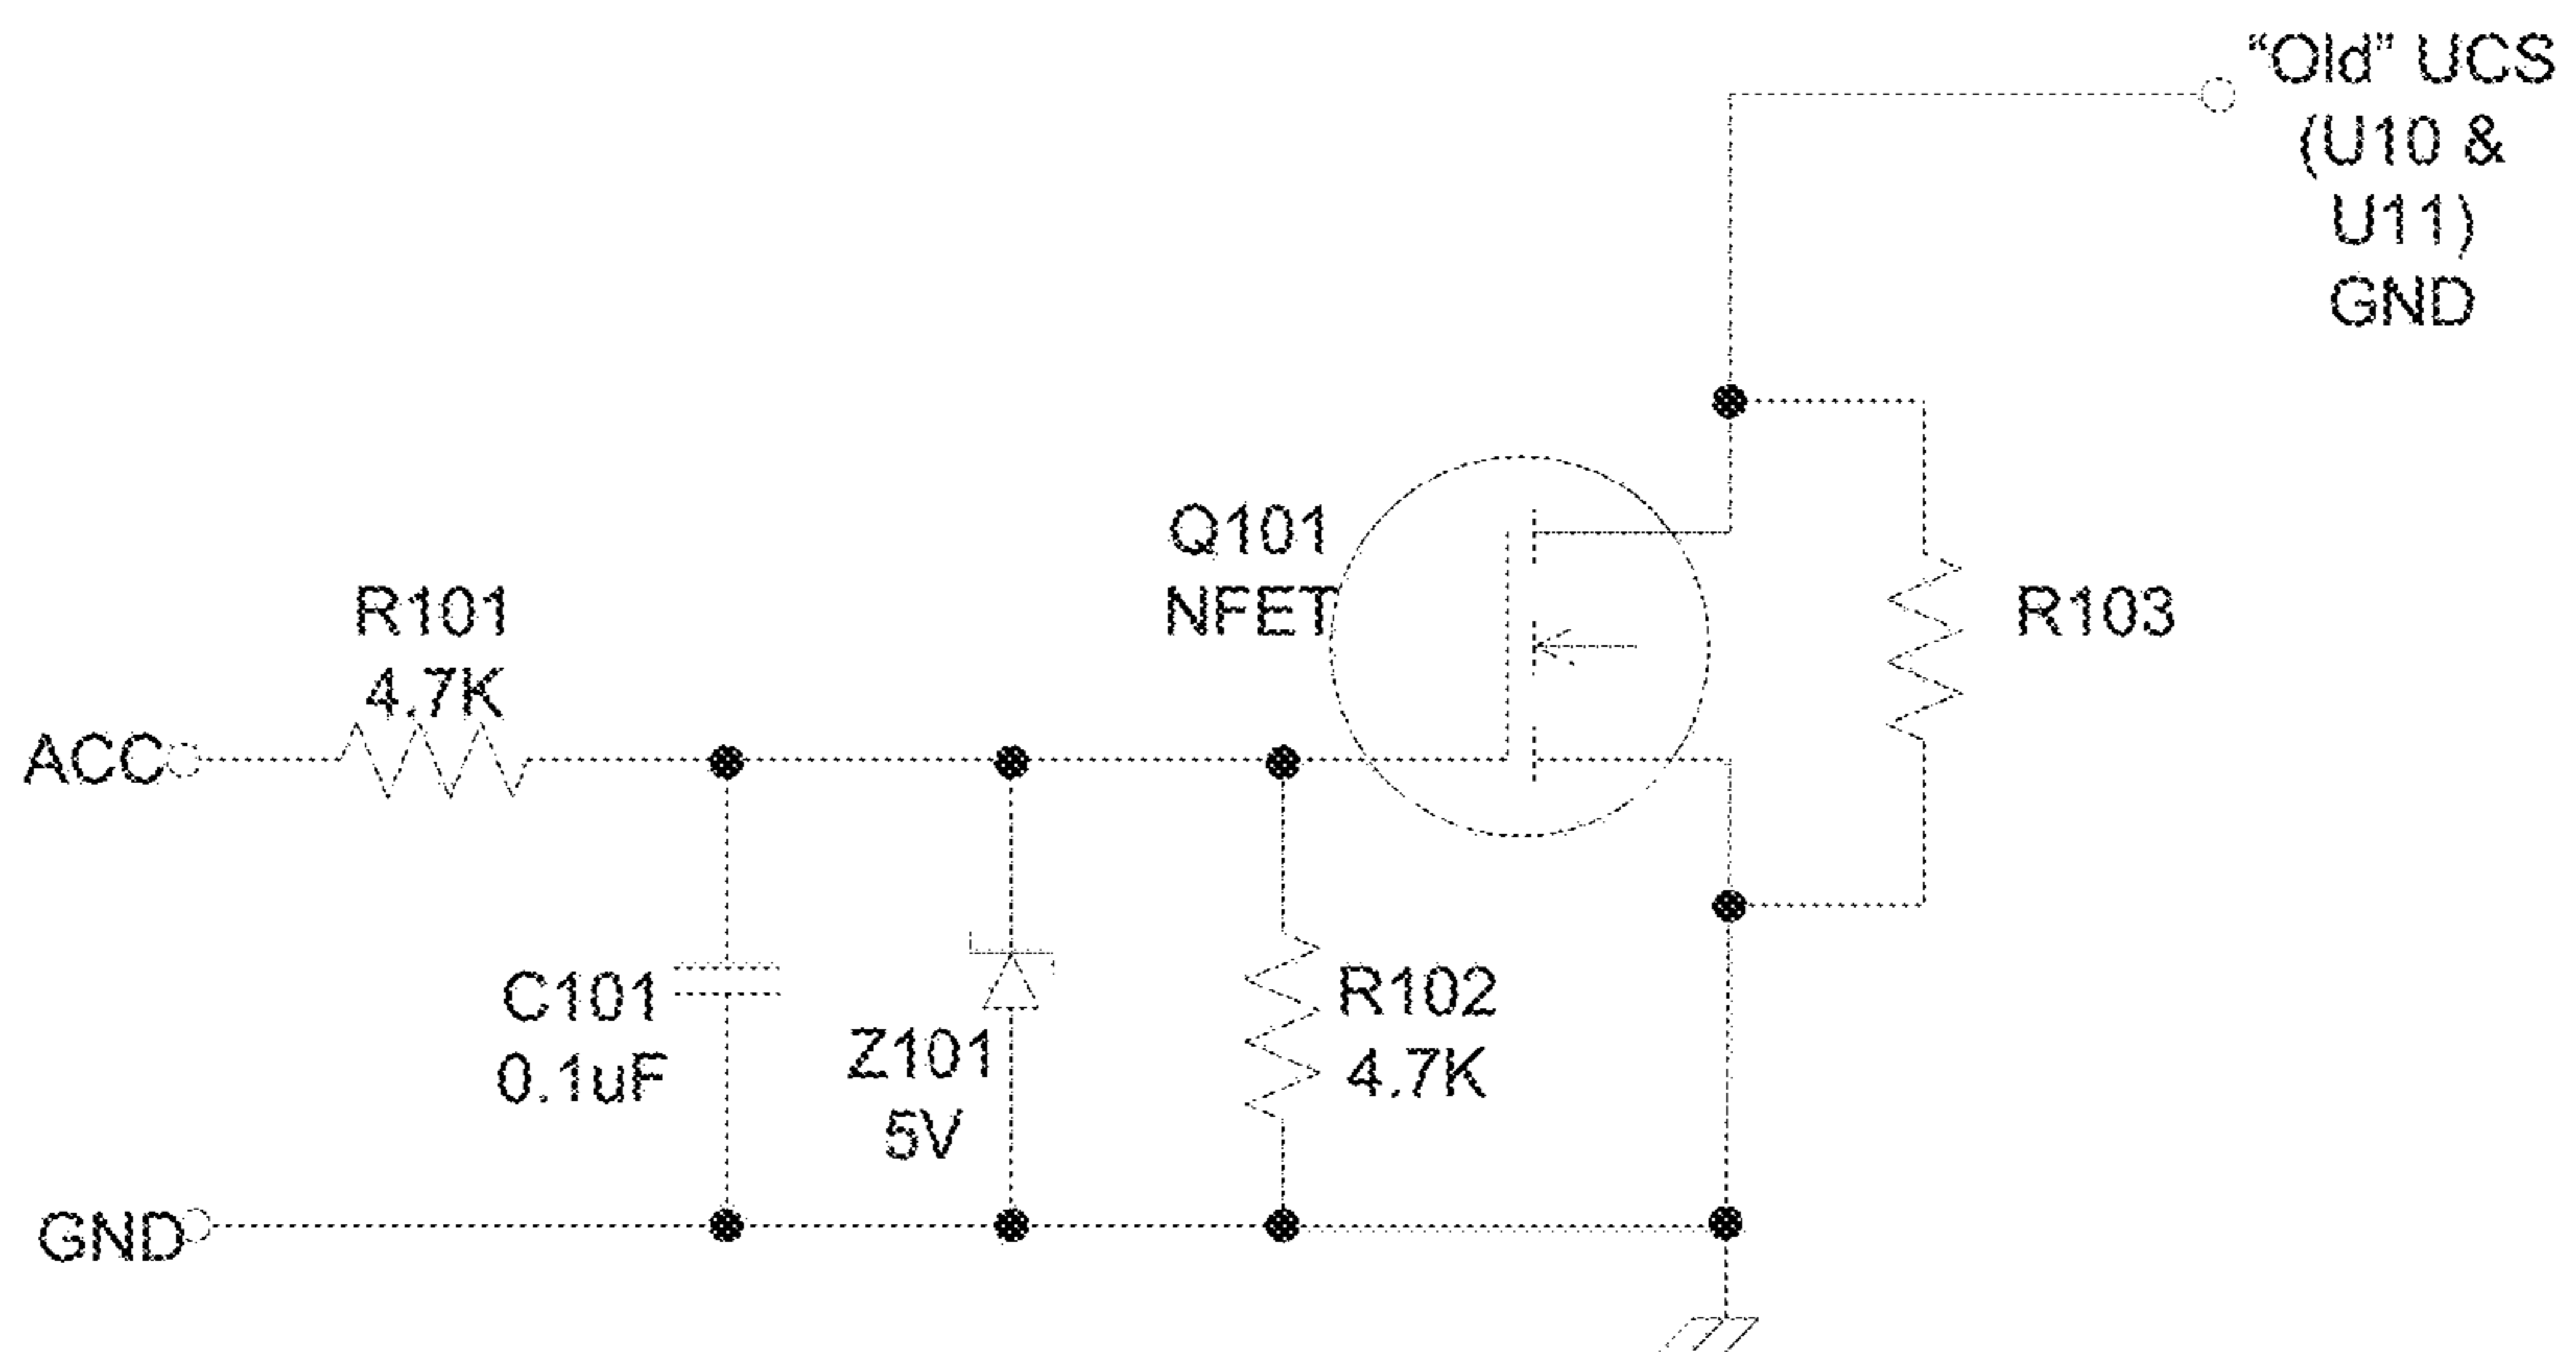 “Old” UCS
(U10 &
U11)
GND
Q101
NFET
R101
4.7K
R103
ACC
C101
0.1uF
Z101
5V
R102
4.7K
GND